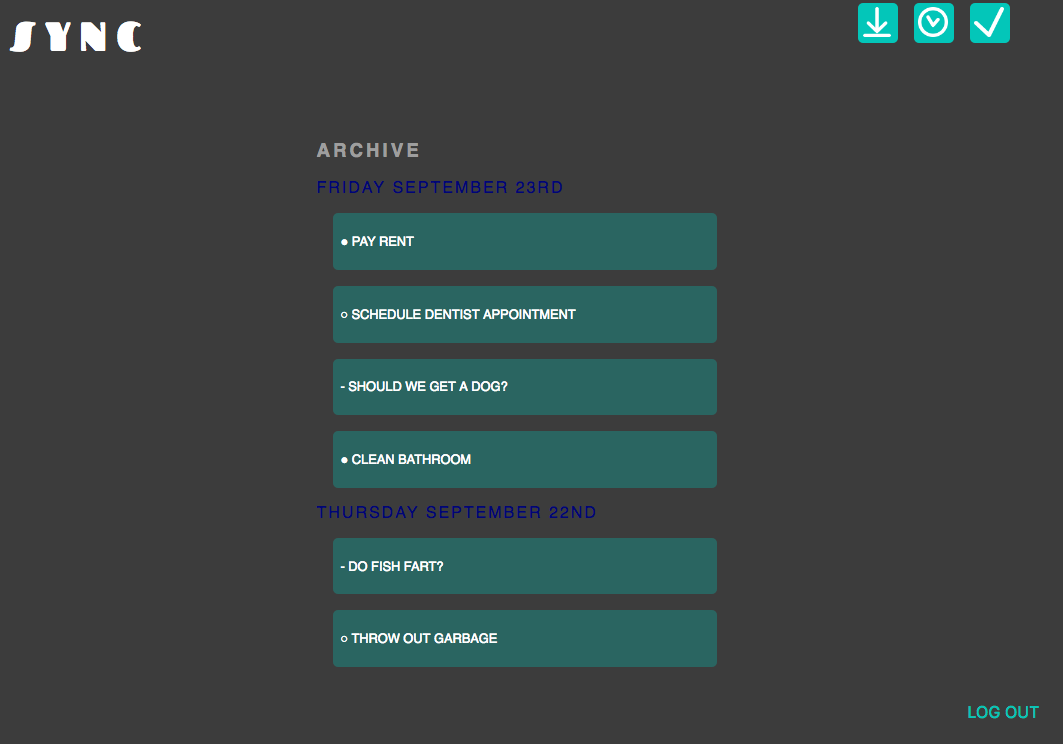 SYNC
ARCHIVE
FRIDAY SEPTEMBER 23RD
● PAY RENT
○ SCHEDULE DENTIST APPOINTMENT
- SHOULD WE GET A DOG?
● CLEAN BATHROOM
THURSDAY SEPTEMBER 22ND
- DO FISH FART?
○ THROW OUT GARBAGE
LOG OUT